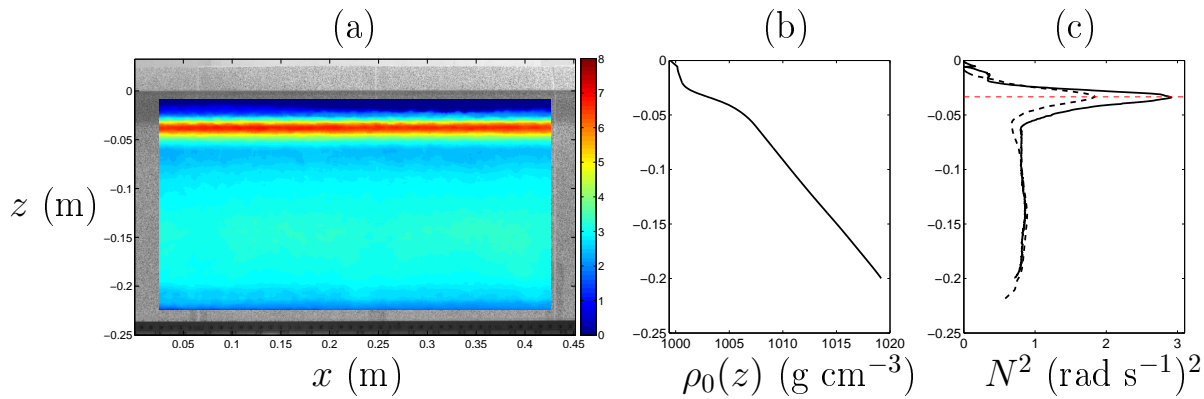 (a) (b) (c)
0 8 0 0
7
−0.05 6 −0.05 −0.05
5
−0.1 −0.1 −0.1
z (m) 4
−0.15 3 −0.15 −0.15
2
−0.2 −0.2 −0.2
1
−0.25 0 −0.25 −0.25
0.05 0.1 0.15 0.2 0.25 0.3 0.35 0.4 0.45 1000 1005 1010 1015 1020 0 1 2 3
x (m) ρ₀(z) (g cm⁻³) N² (rad s⁻¹)²